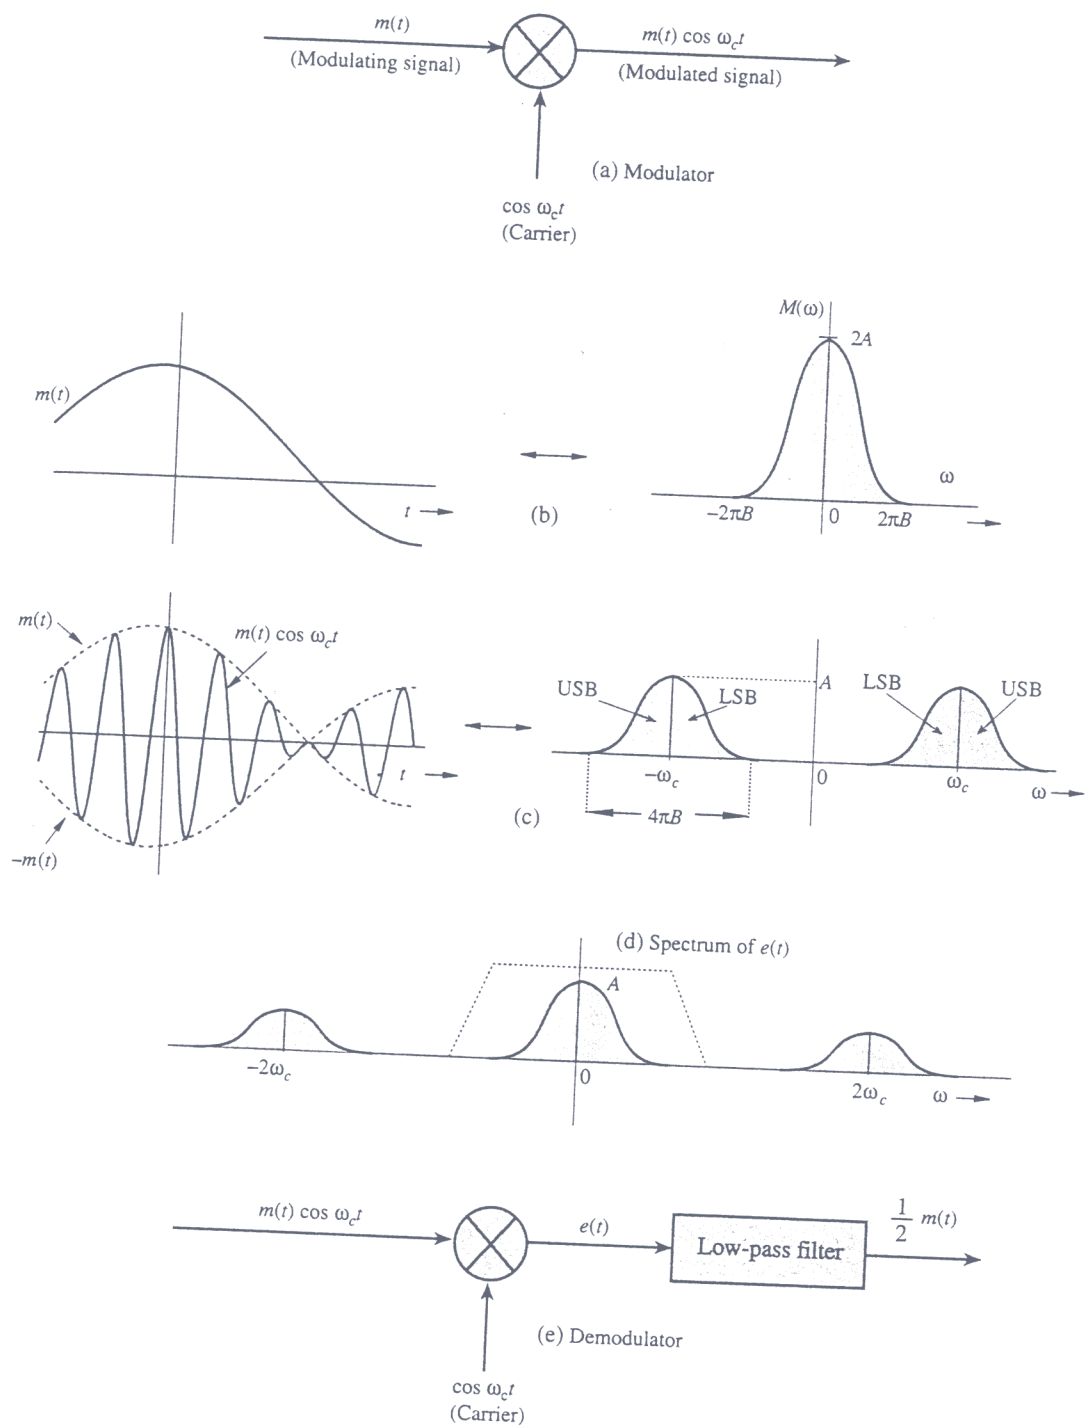 m(t)
(Modulating signal)
m(t) cos ω_c t
(Modulated signal)
(a) Modulator
cos ω_c t
(Carrier)
M(ω)
2A
m(t)
t
(b)
ω
−2πB
0
2πB
m(t)
m(t) cos ω_c t
−m(t)
t
(c)
USB
LSB
A
LSB
USB
−ω_c
0
ω_c
ω
4πB
(d) Spectrum of e(t)
A
−2ω_c
0
2ω_c
ω
m(t) cos ω_c t
e(t)
Low-pass filter
1/2 m(t)
(e) Demodulator
cos ω_c t
(Carrier)